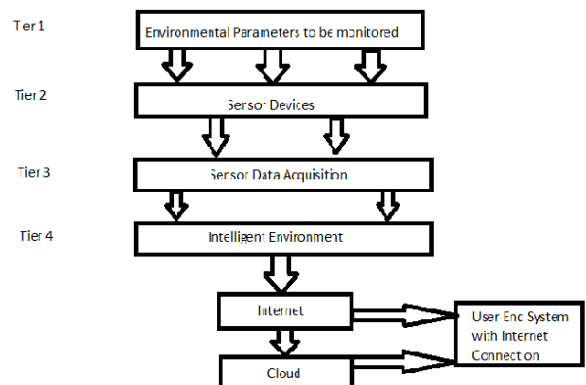 Tier 1
Environmental Parameters to be monitored
Tier 2
Sensor Devices
Tier 3
Sensor Data Acquisition
Tier 4
Intelligent Environment
Internet
User End System
with Internet
Connection
Cloud